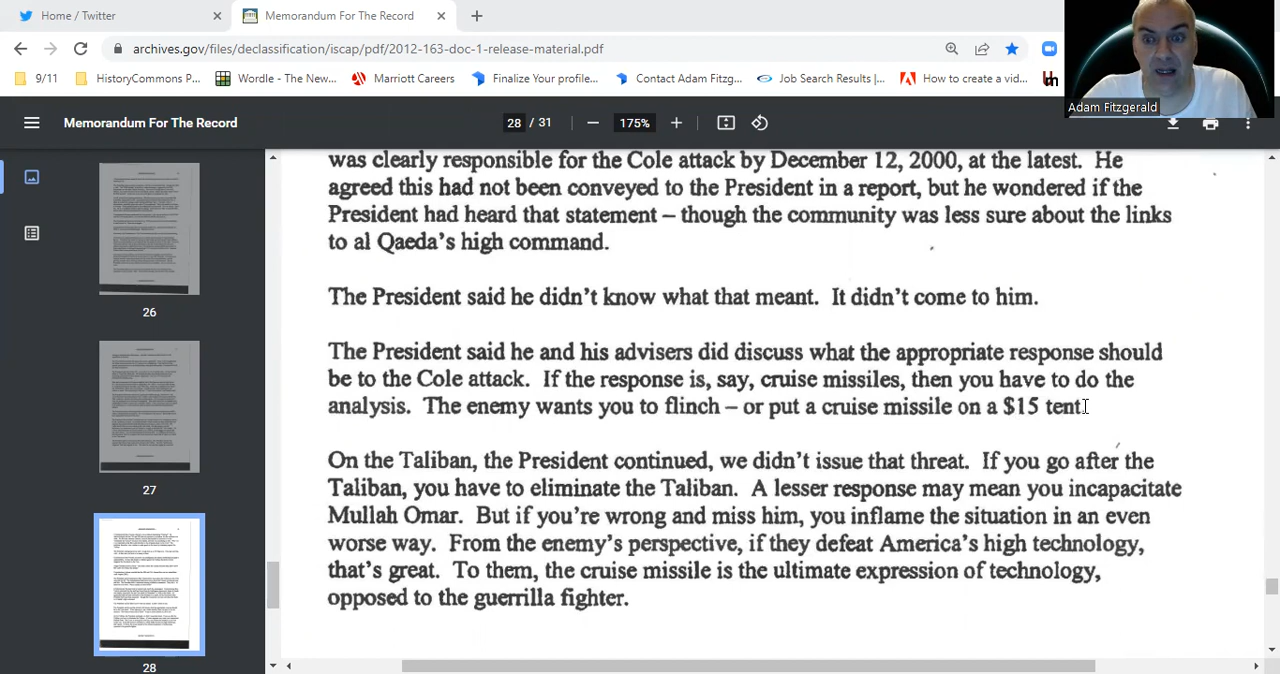 Home / Twitter
Memorandum For The Record
archives.gov/files/declassification/iscap/pdf/2012-163-doc-1-release-material.pdf
9/11
HistoryCommons P...
Wordle - The New...
Marriott Careers
Finalize Your profile...
Contact Adam Fitzg...
Job Search Results |...
How to create a vid...
Adam Fitzgerald
Memorandum For The Record
28 / 31
175%
26
27
28
was clearly responsible for the Cole attack by December 12, 2000, at the latest. He
agreed this had not been conveyed to the President in a report, but he wondered if the
President had heard that statement – though the community was less sure about the links
to al Qaeda's high command.
The President said he didn't know what that meant. It didn't come to him.
The President said he and his advisers did discuss what the appropriate response should
be to the Cole attack. If the response is, say, cruise missiles, then you have to do the
analysis. The enemy wants you to flinch – or put a cruise missile on a $15 tent
On the Taliban, the President continued, we didn't issue that threat. If you go after the
Taliban, you have to eliminate the Taliban. A lesser response may mean you incapacitate
Mullah Omar. But if you're wrong and miss him, you inflame the situation in an even
worse way. From the enemy's perspective, if they defeat America's high technology,
that's great. To them, the cruise missile is the ultimate expression of technology,
opposed to the guerrilla fighter.